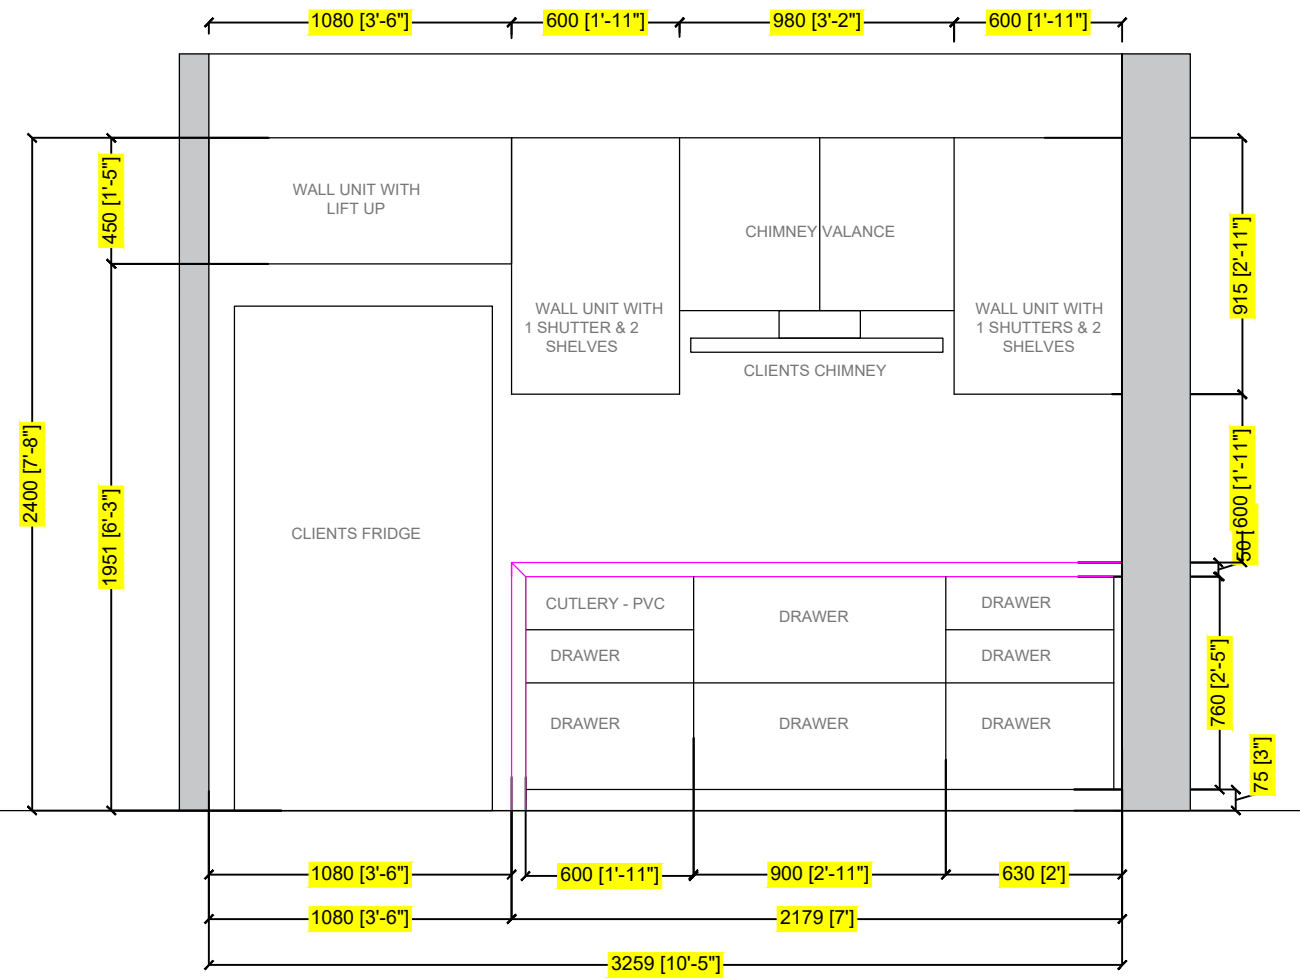 1080 [3'-6"]
600 [1'-11"]
980 [3'-2"]
600 [1'-11"]
450 [1'-5"]
WALL UNIT WITH
LIFT UP
CHIMNEY VALANCE
915 [2'-11"]
WALL UNIT WITH
1 SHUTTER & 2
SHELVES
WALL UNIT WITH
1 SHUTTERS & 2
SHELVES
CLIENTS CHIMNEY
2400 [7'-8"]
1951 [6'-3"]
600 [1'-11"]
50 [
CLIENTS FRIDGE
CUTLERY - PVC
DRAWER
DRAWER
DRAWER
DRAWER
760 [2'-5"]
DRAWER
DRAWER
DRAWER
75 [3"]
1080 [3'-6"]
600 [1'-11"]
900 [2'-11"]
630 [2']
1080 [3'-6"]
2179 [7']
3259 [10'-5"]